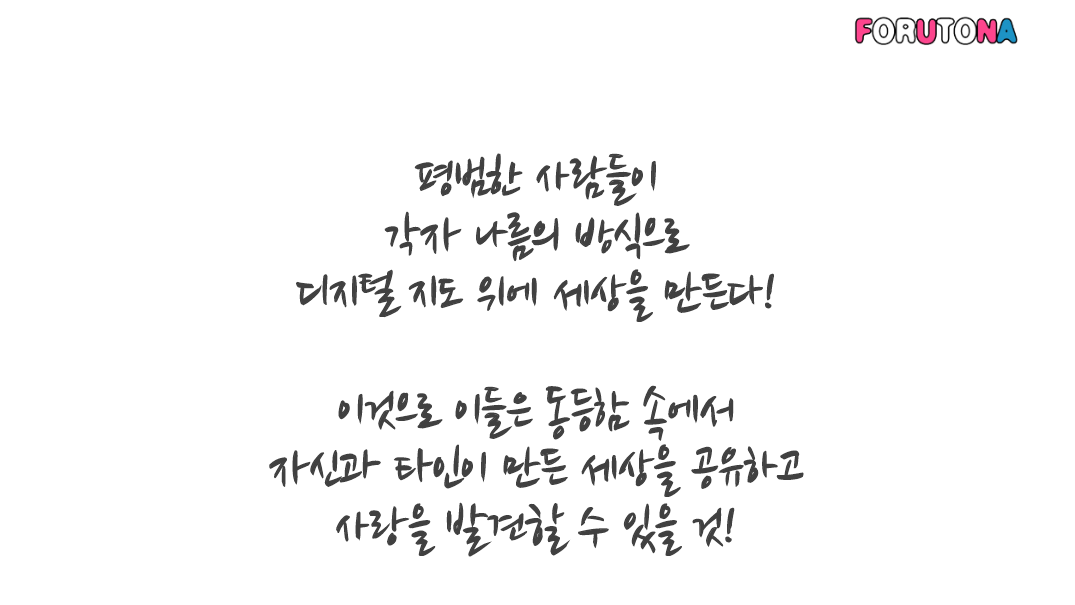 FORUTONA
평범한 사람들이
각자 나름의 방식으로
디지털 지도 위에 세상을 만든다!
이것으로 이들은 동등함 속에서
자신과 타인이 만든 세상을 공유하고
사랑을 발견할 수 있을 것!